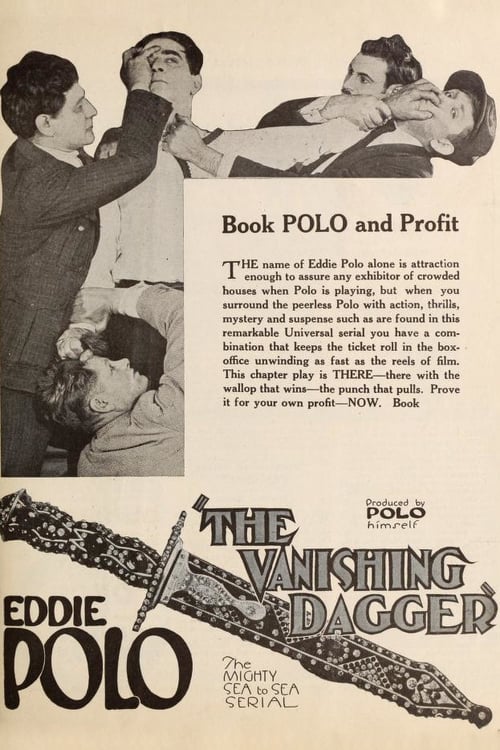 Book POLO and Profit
THE name of Eddie Polo alone is attraction
enough to assure any exhibitor of crowded
houses when Polo is playing, but when you
surround the peerless Polo with action, thrills,
mystery and suspense such as are found in this
remarkable Universal serial you have a com-
bination that keeps the ticket roll in the box-
office unwinding as fast as the reels of film.
This chapter play is THERE—there with the
wallop that wins—the punch that pulls. Prove
it for your own profit—NOW. Book
"THE
VANISHING
DAGGER"
Produced by
POLO
himself
EDDIE
POLO
The
MIGHTY
SEA to SEA
SERIAL